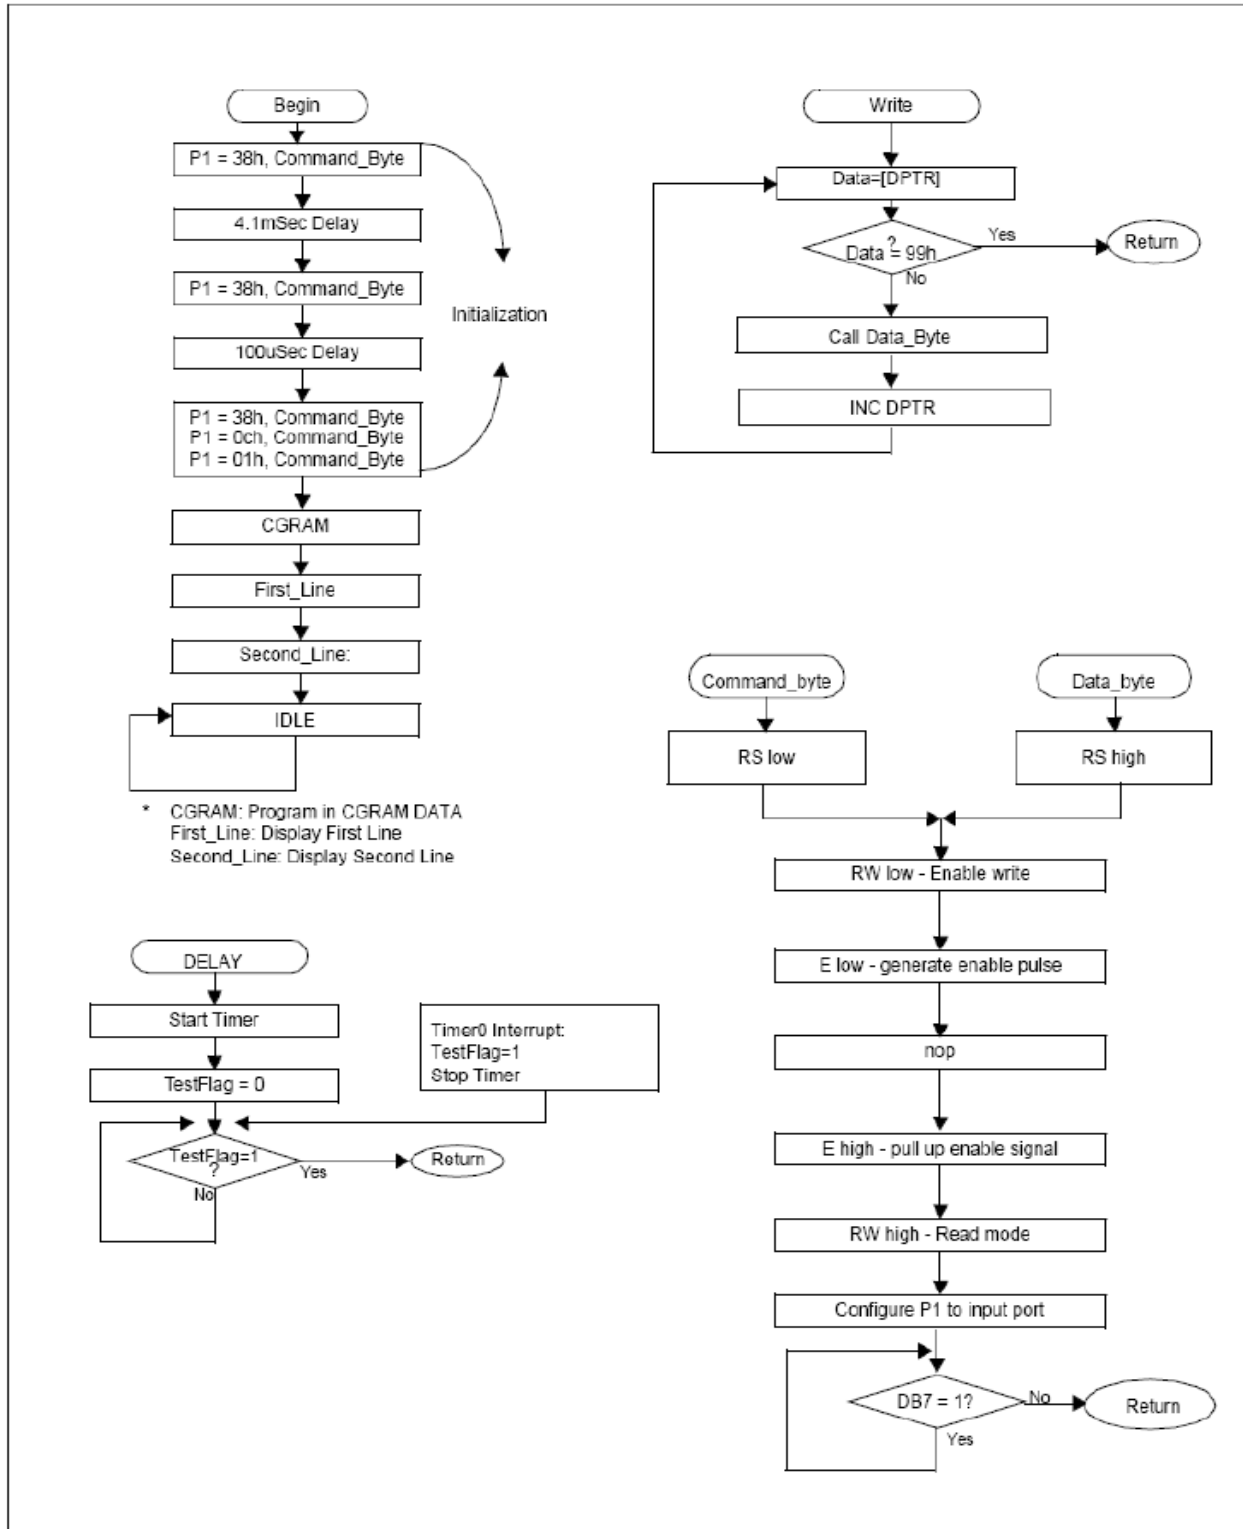 Begin
P1 = 38h, Command_Byte
4.1mSec Delay
P1 = 38h, Command_Byte
Initialization
100uSec Delay
P1 = 38h, Command_Byte
P1 = 0ch, Command_Byte
P1 = 01h, Command_Byte
CGRAM
First_Line
Second_Line:
IDLE
* CGRAM: Program in CGRAM DATA
First_Line: Display First Line
Second_Line: Display Second Line
Write
Data=[DPTR]
?
Data = 99h
Yes
Return
No
Call Data_Byte
INC DPTR
DELAY
Start Timer
TestFlag = 0
Timer0 Interrupt:
TestFlag=1
Stop Timer
TestFlag=1
?
Yes
Return
No
Command_byte
Data_byte
RS low
RS high
RW low - Enable write
E low - generate enable pulse
nop
E high - pull up enable signal
RW high - Read mode
Configure P1 to input port
DB7 = 1?
No
Return
Yes